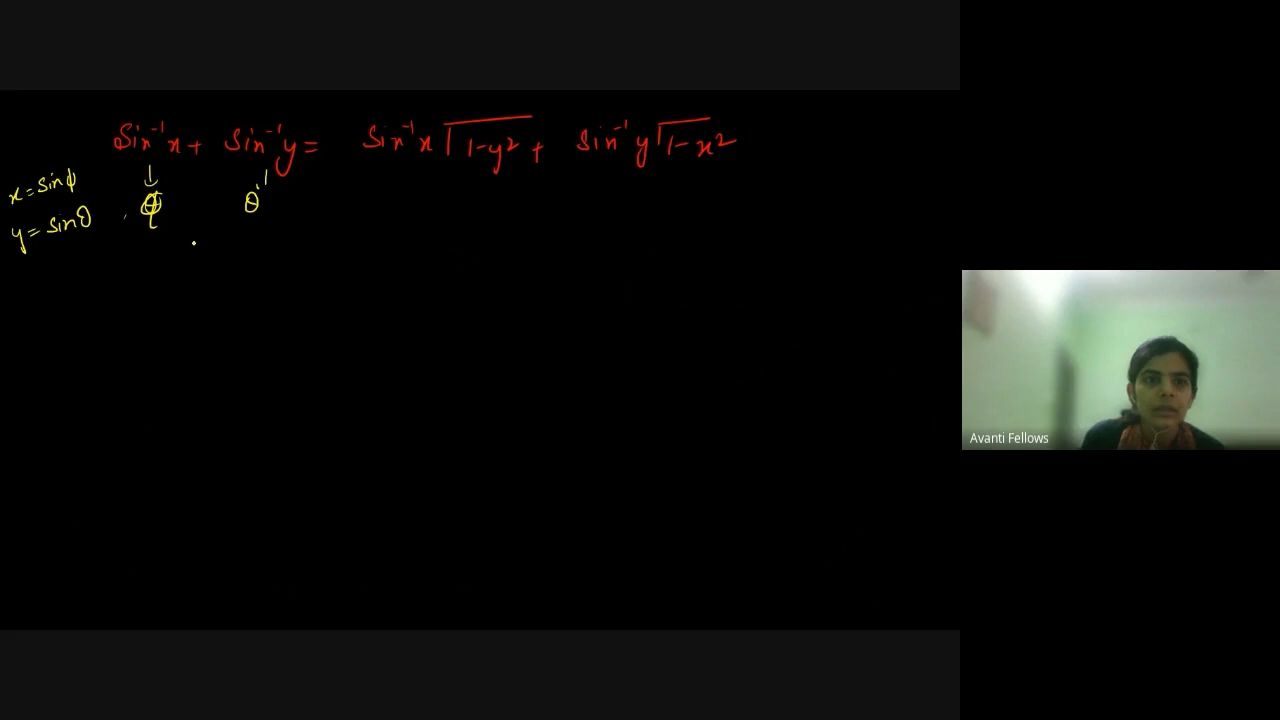 Sin⁻¹x + Sin⁻¹y = Sin⁻¹x √1-y² + Sin⁻¹y √1-x²
x = sinϕ
y = sinθ
ϕ θ
Avanti Fellows